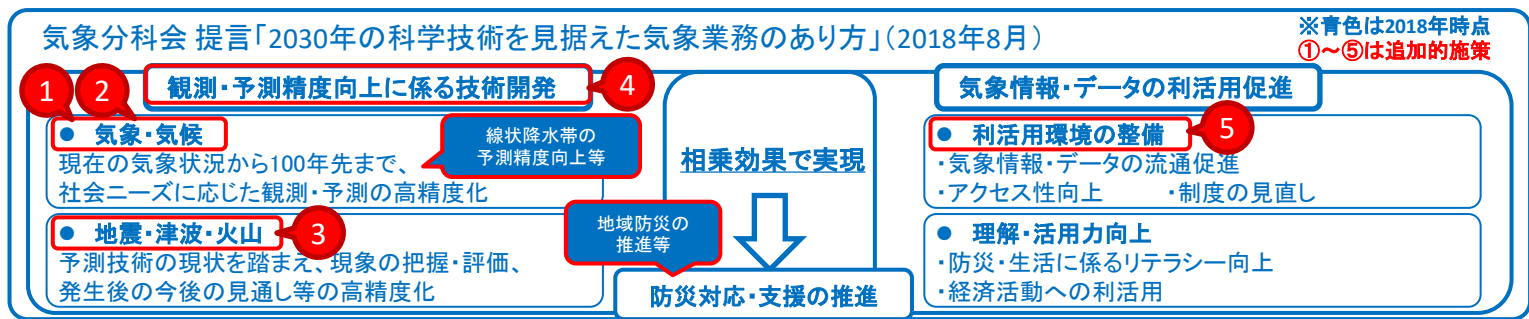 気象分科会 提言「2030年の科学技術を見据えた気象業務のあり方」（2018年8月）
※青色は2018年時点
①～⑤は追加的施策
観測・予測精度向上に係る技術開発
4
1
2
● 気象・気候
現在の気象状況から100年先まで、
社会ニーズに応じた観測・予測の高精度化
線状降水帯の
予測精度向上等
● 地震・津波・火山
3
予測技術の現状を踏まえ、現象の把握・評価、
発生後の今後の見通し等の高精度化
相乗効果で実現
地域防災の
推進等
防災対応・支援の推進
気象情報・データの利活用促進
● 利活用環境の整備
5
・気象情報・データの流通促進
・アクセス性向上 ・制度の見直し
● 理解・活用力向上
・防災・生活に係るリテラシー向上
・経済活動への利活用